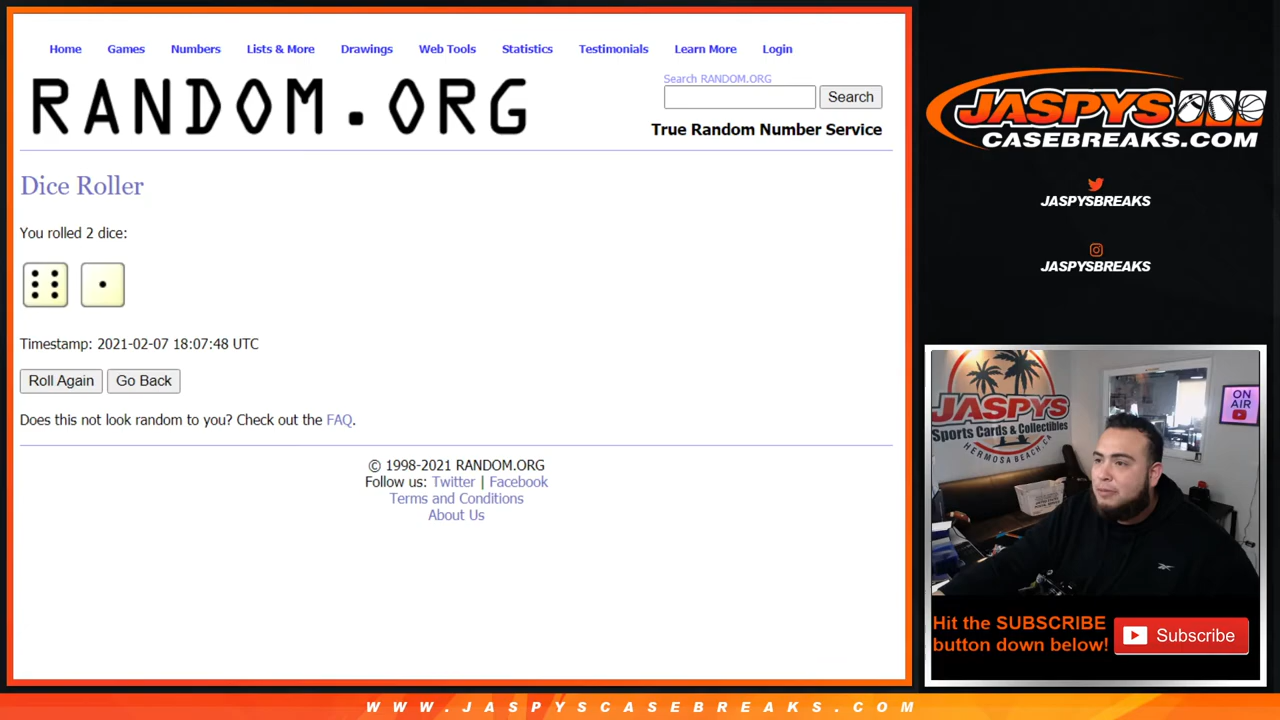 Home Games Numbers Lists & More Drawings Web Tools Statistics Testimonials Learn More Login
RANDOM.ORG
Search RANDOM.ORG
Search
True Random Number Service
Dice Roller
You rolled 2 dice:
Timestamp: 2021-02-07 18:07:48 UTC
Roll Again Go Back
Does this not look random to you? Check out the FAQ.
© 1998-2021 RANDOM.ORG
Follow us: Twitter | Facebook
Terms and Conditions
About Us
JASPYS
CASEBREAKS.COM
JASPYSBREAKS
JASPYSBREAKS
JASPYS
Sports Cards & Collectibles
HERMOSA BEACH, CA
ON
AIR
Hit the SUBSCRIBE
button down below!
Subscribe
WWW.JASPYSCASEBREAKS.COM